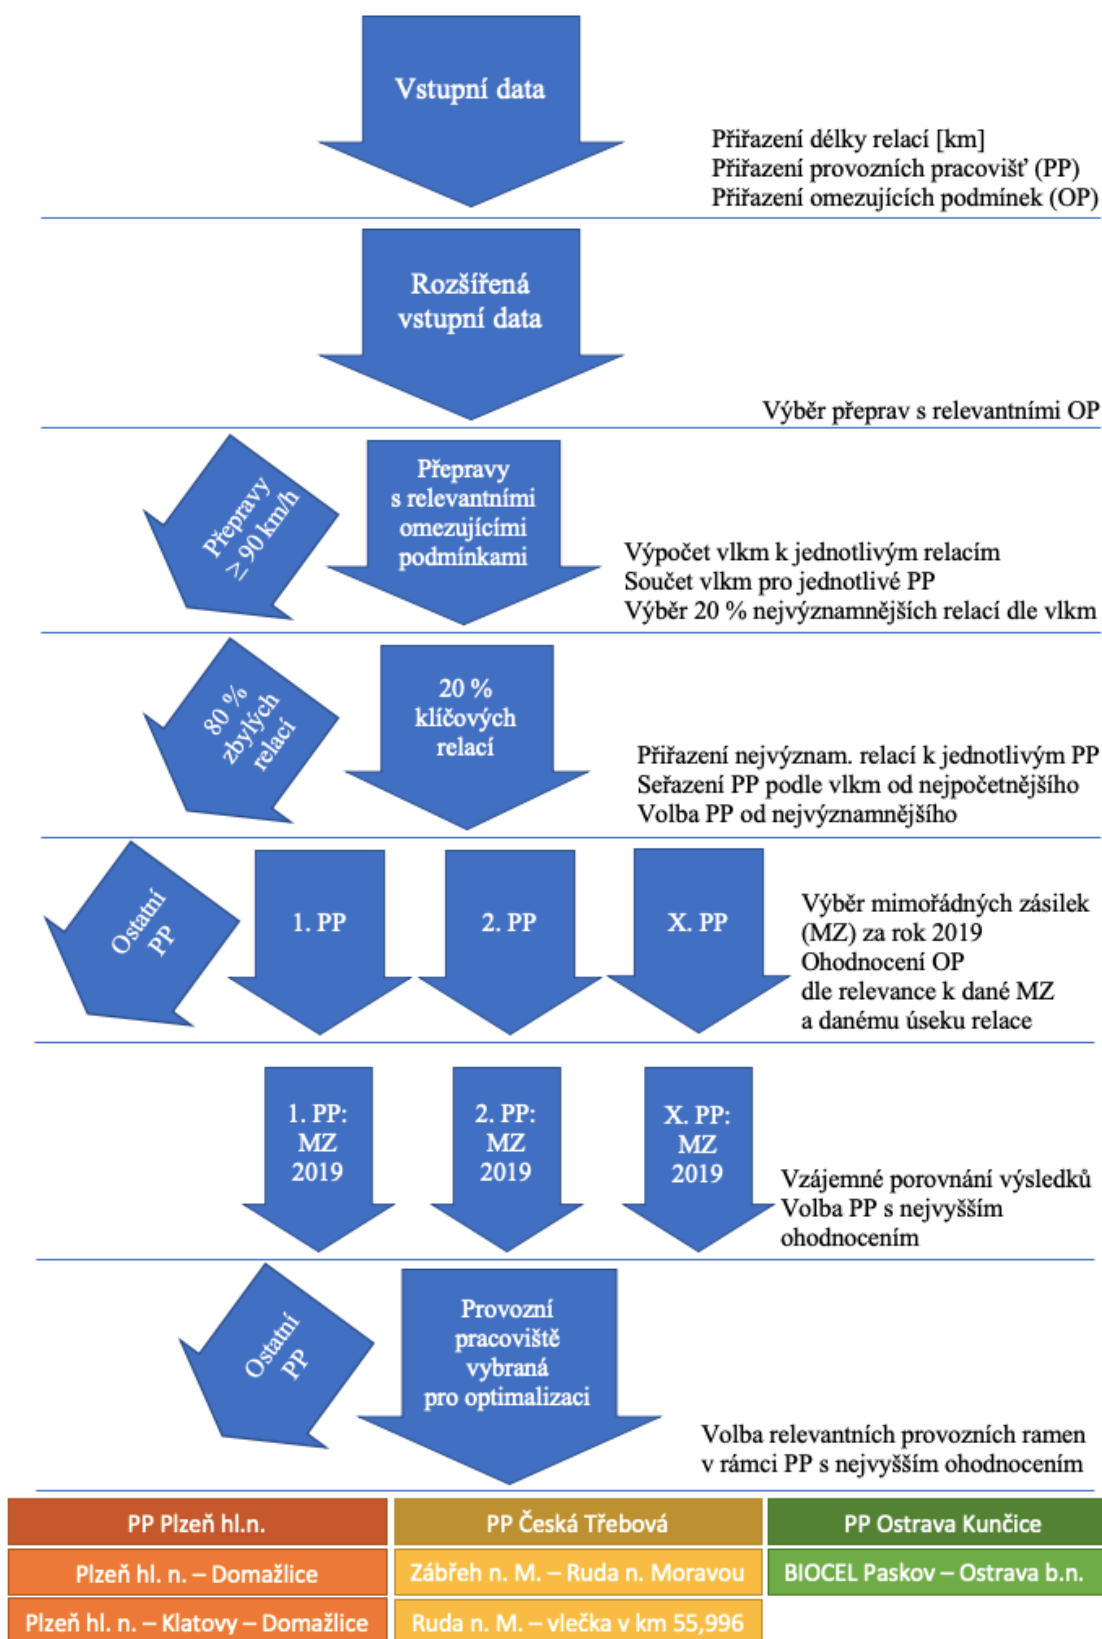 Vstupní data
Přiřazení délky relací [km]
Přiřazení provozních pracovišť (PP)
Přiřazení omezujících podmínek (OP)
Rozšířená
vstupní data
Výběr přeprav s relevantními OP
Přepravy
≥ 90 km/h
Přepravy
s relevantními
omezujícími
podmínkami
Výpočet vlkm k jednotlivým relacím
Součet vlkm pro jednotlivé PP
Výběr 20 % nejvýznamnějších relací dle vlkm
80 %
zbylých
relací
20 %
klíčových
relací
Přiřazení nejvýznam. relací k jednotlivým PP
Seřazení PP podle vlkm od nejpočetnějšího
Volba PP od nejvýznamnějšího
Ostatní
PP
1. PP
2. PP
X. PP
Výběr mimořádných zásilek
(MZ) za rok 2019
Ohodnocení OP
dle relevance k dané MZ
a danému úseku relace
1. PP:
MZ
2019
2. PP:
MZ
2019
X. PP:
MZ
2019
Vzájemné porovnání výsledků
Volba PP s nejvyšším
ohodnocením
Ostatní
PP
Provozní
pracoviště
vybraná
pro optimalizaci
Volba relevantních provozních ramen
v rámci PP s nejvyšším ohodnocením
PP Plzeň hl.n.
PP Česká Třebová
PP Ostrava Kunčice
Plzeň hl. n. – Domažlice
Zábřeh n. M. – Ruda n. Moravou
BIOCEL Paskov – Ostrava b.n.
Plzeň hl. n. – Klatovy – Domažlice
Ruda n. M. – vlečka v km 55,996